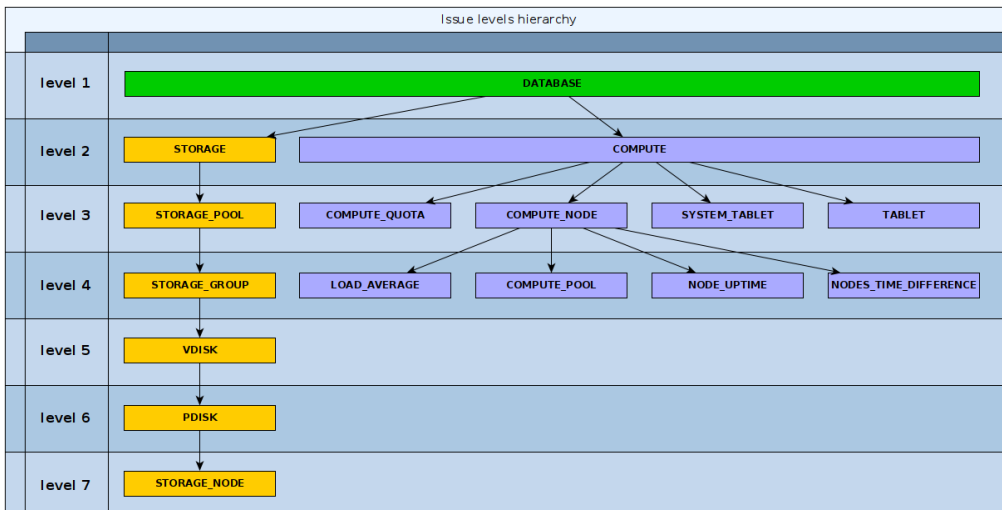 Issue levels hierarchy
level 1
DATABASE
level 2
STORAGE
COMPUTE
level 3
STORAGE_POOL
COMPUTE_QUOTA
COMPUTE_NODE
SYSTEM_TABLET
TABLET
level 4
STORAGE_GROUP
LOAD_AVERAGE
COMPUTE_POOL
NODE_UPTIME
NODES_TIME_DIFFERENCE
level 5
VDISK
level 6
PDISK
level 7
STORAGE_NODE